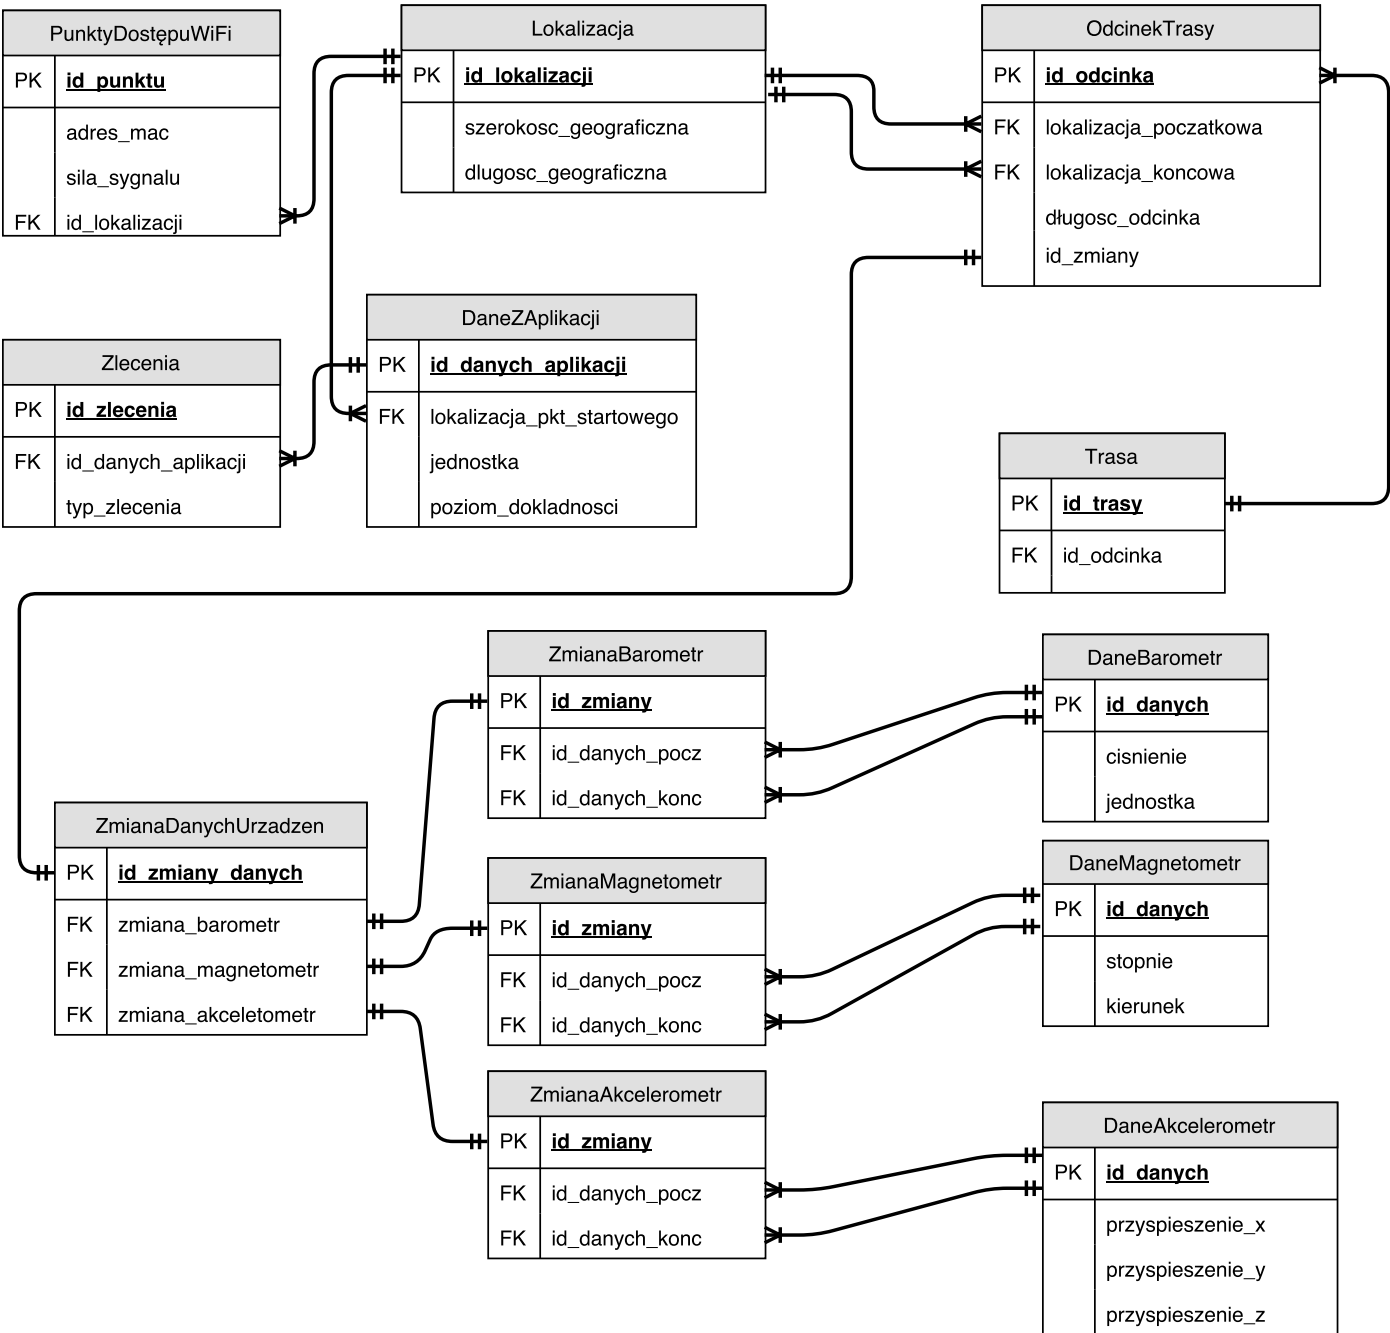 PunktyDostępuWiFi
PK id_punktu
adres_mac
sila_sygnalu
FK id_lokalizacji
Lokalizacja
PK id_lokalizacji
szerokosc_geograficzna
dlugosc_geograficzna
OdcinekTrasy
PK id_odcinka
FK lokalizacja_poczatkowa
FK lokalizacja_koncowa
długosc_odcinka
id_zmiany
Zlecenia
PK id_zlecenia
FK id_danych_aplikacji
typ_zlecenia
DaneZAplikacji
PK id_danych_aplikacji
FK lokalizacja_pkt_startowego
jednostka
poziom_dokladnosci
Trasa
PK id_trasy
FK id_odcinka
ZmianaDanychUrzadzen
PK id_zmiany_danych
FK zmiana_barometr
FK zmiana_magnetometr
FK zmiana_akceletometr
ZmianaBarometr
PK id_zmiany
FK id_danych_pocz
FK id_danych_konc
DaneBarometr
PK id_danych
cisnienie
jednostka
ZmianaMagnetometr
PK id_zmiany
FK id_danych_pocz
FK id_danych_konc
DaneMagnetometr
PK id_danych
stopnie
kierunek
ZmianaAkcelerometr
PK id_zmiany
FK id_danych_pocz
FK id_danych_konc
DaneAkcelerometr
PK id_danych
przyspieszenie_x
przyspieszenie_y
przyspieszenie_z